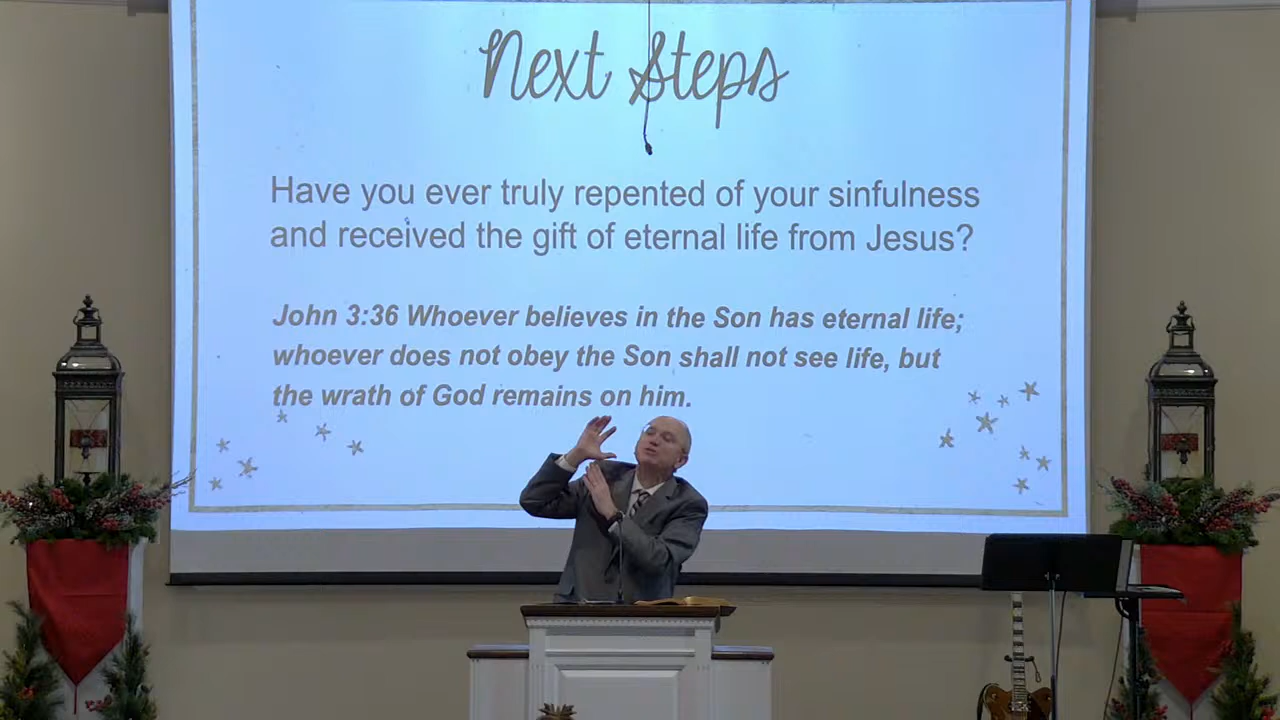 Next Steps
Have you ever truly repented of your sinfulness
and received the gift of eternal life from Jesus?
John 3:36 Whoever believes in the Son has eternal life;
whoever does not obey the Son shall not see life, but
the wrath of God remains on him.